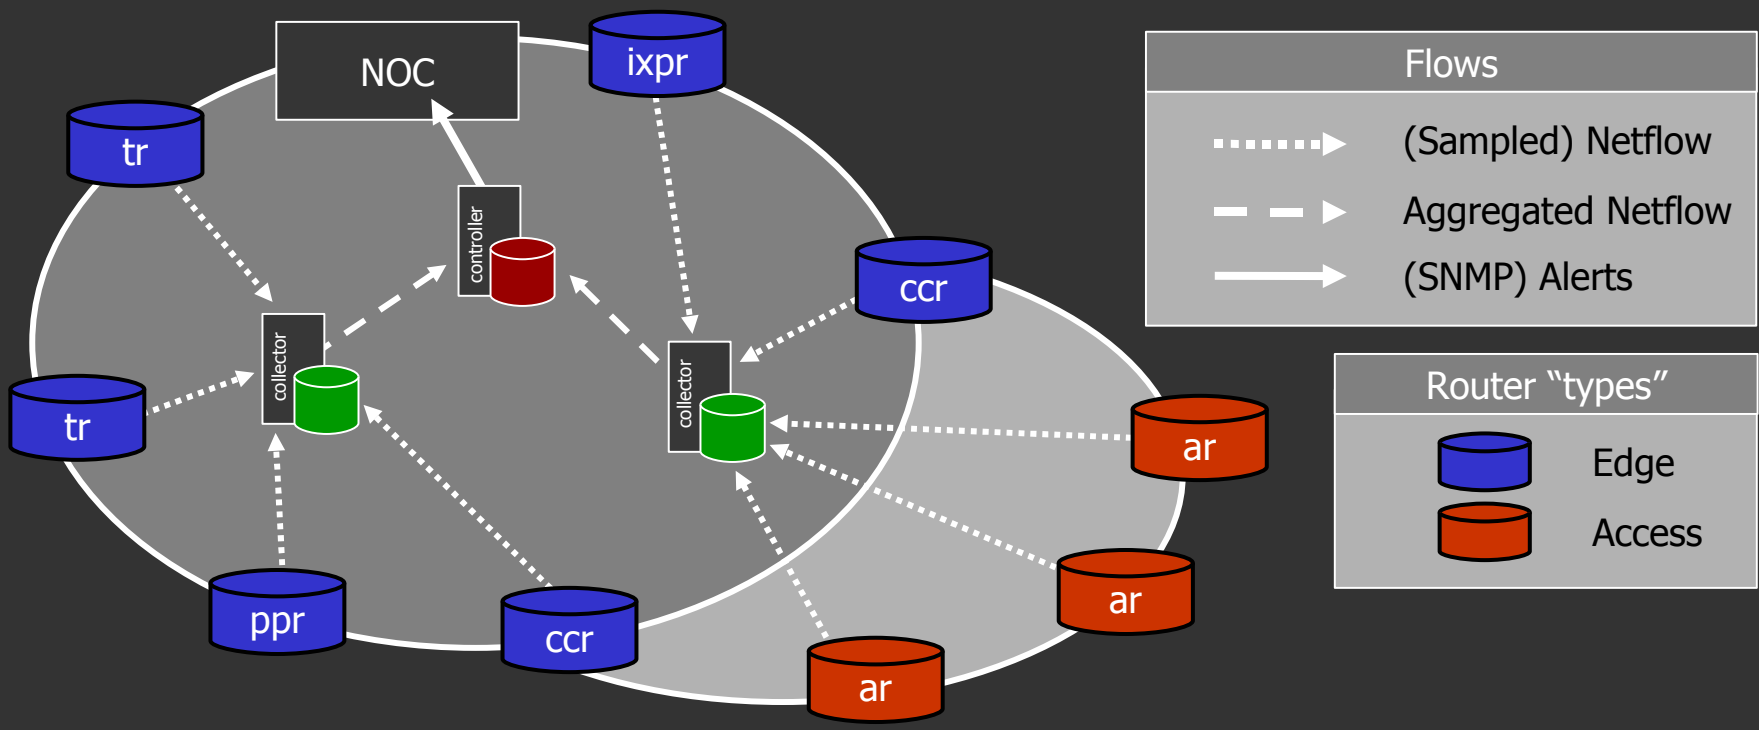 NOC
ixpr
tr
controller
ccr
collector
collector
tr
ar
ppr
ccr
ar
ar
Flows
(Sampled) Netflow
Aggregated Netflow
(SNMP) Alerts
Router “types”
Edge
Access